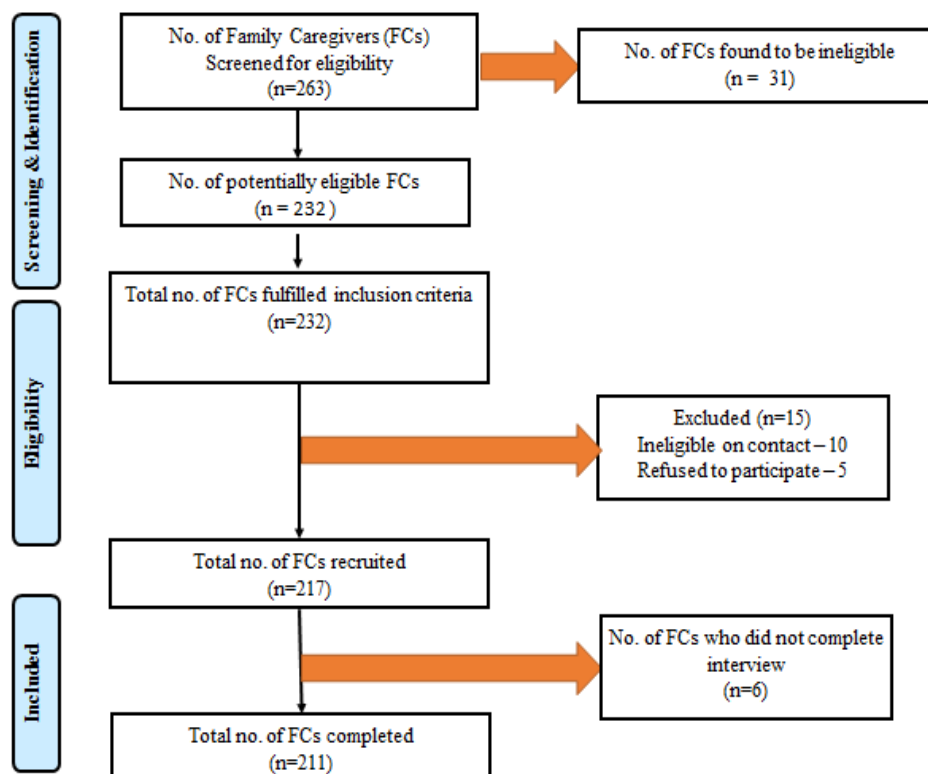 No. of Family Caregivers (FCs)
Screened for eligibility
(n=263)
No. of FCs found to be ineligible
(n = 31)
Screening & Identification
No. of potentially eligible FCs
(n = 232 )
Total no. of FCs fulfilled inclusion criteria
(n=232)
Eligibility
Excluded (n=15)
Ineligible on contact – 10
Refused to participate – 5
Total no. of FCs recruited
(n=217)
Included
No. of FCs who did not complete
interview
(n=6)
Total no. of FCs completed
(n=211)